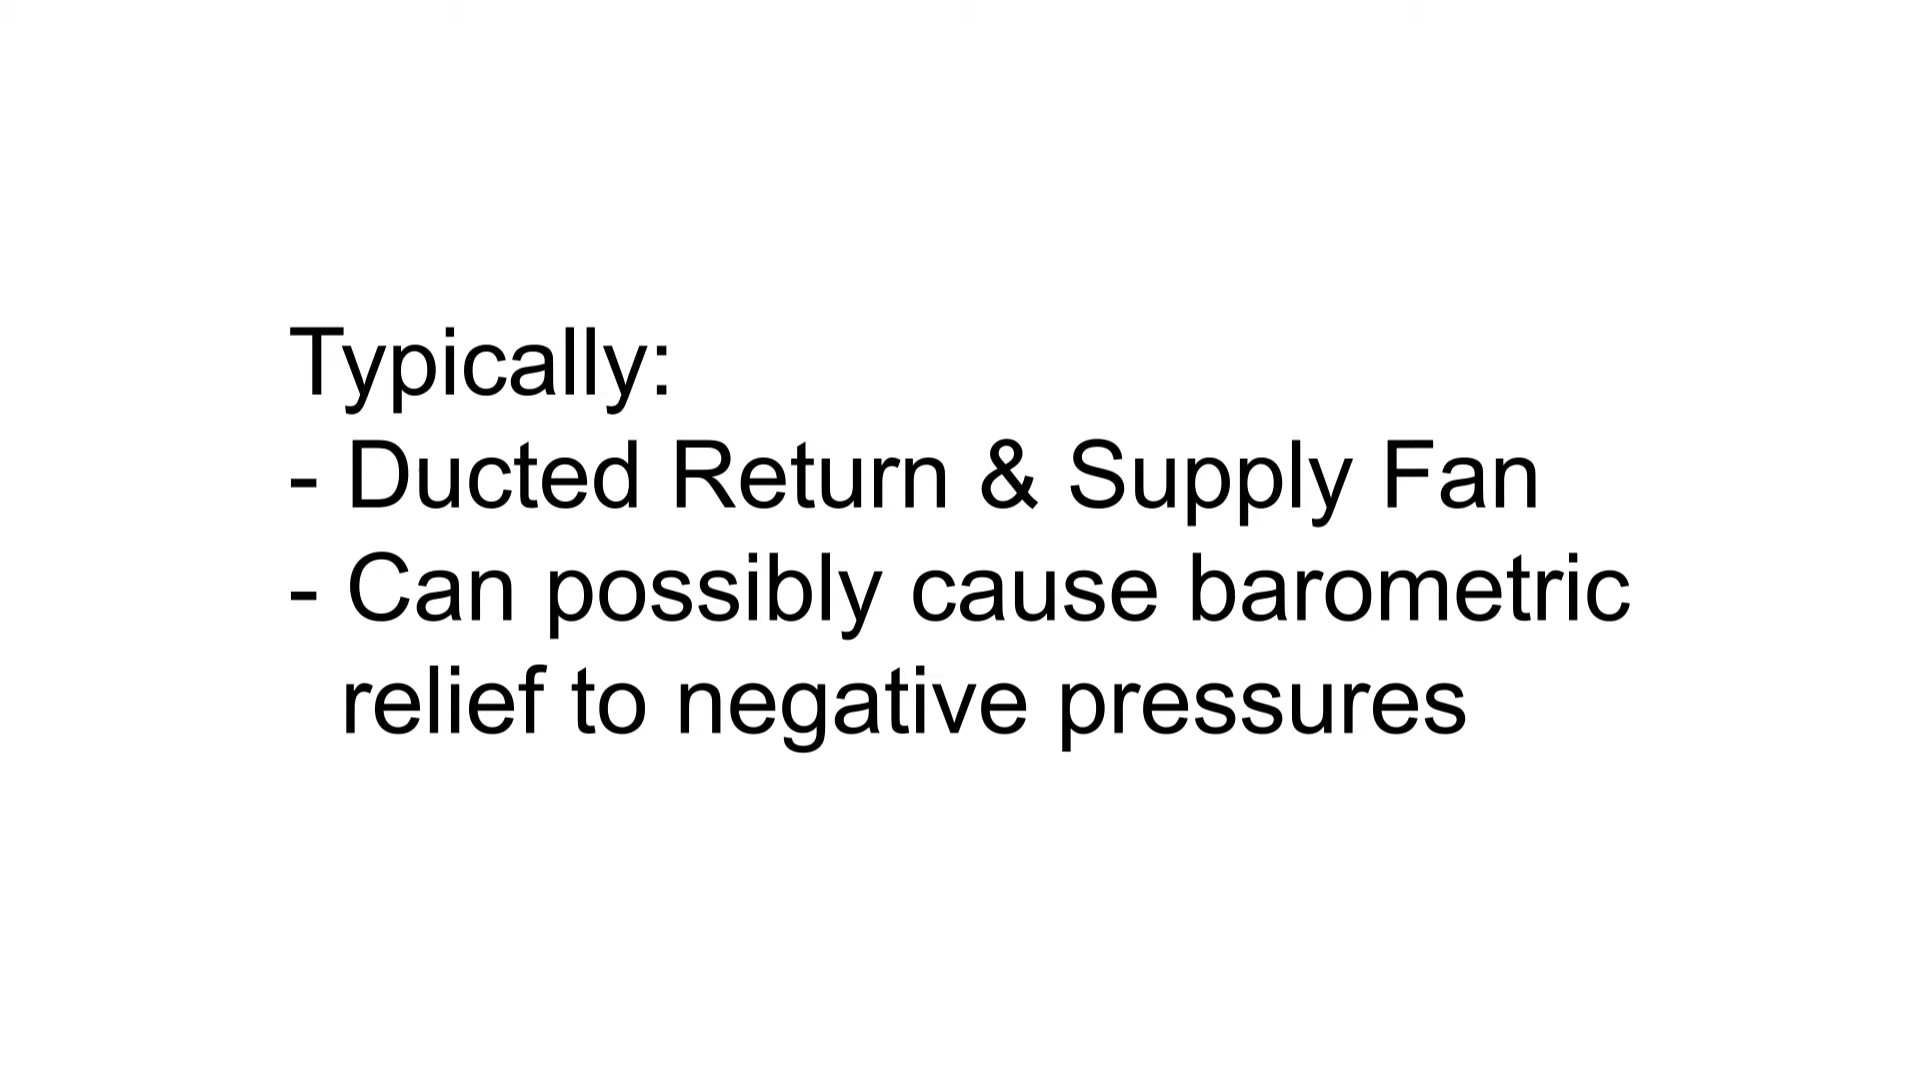 Typically:
- Ducted Return & Supply Fan
- Can possibly cause barometric
relief to negative pressures